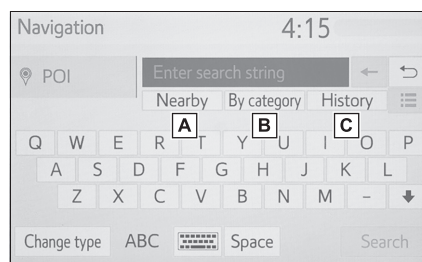 Navigation 4:15
POI Enter search string
Nearby By category History
A B C
Q W E R T Y U I O P
A S D F G H J K L
Z X C V B N M –
Change type ABC Space Search